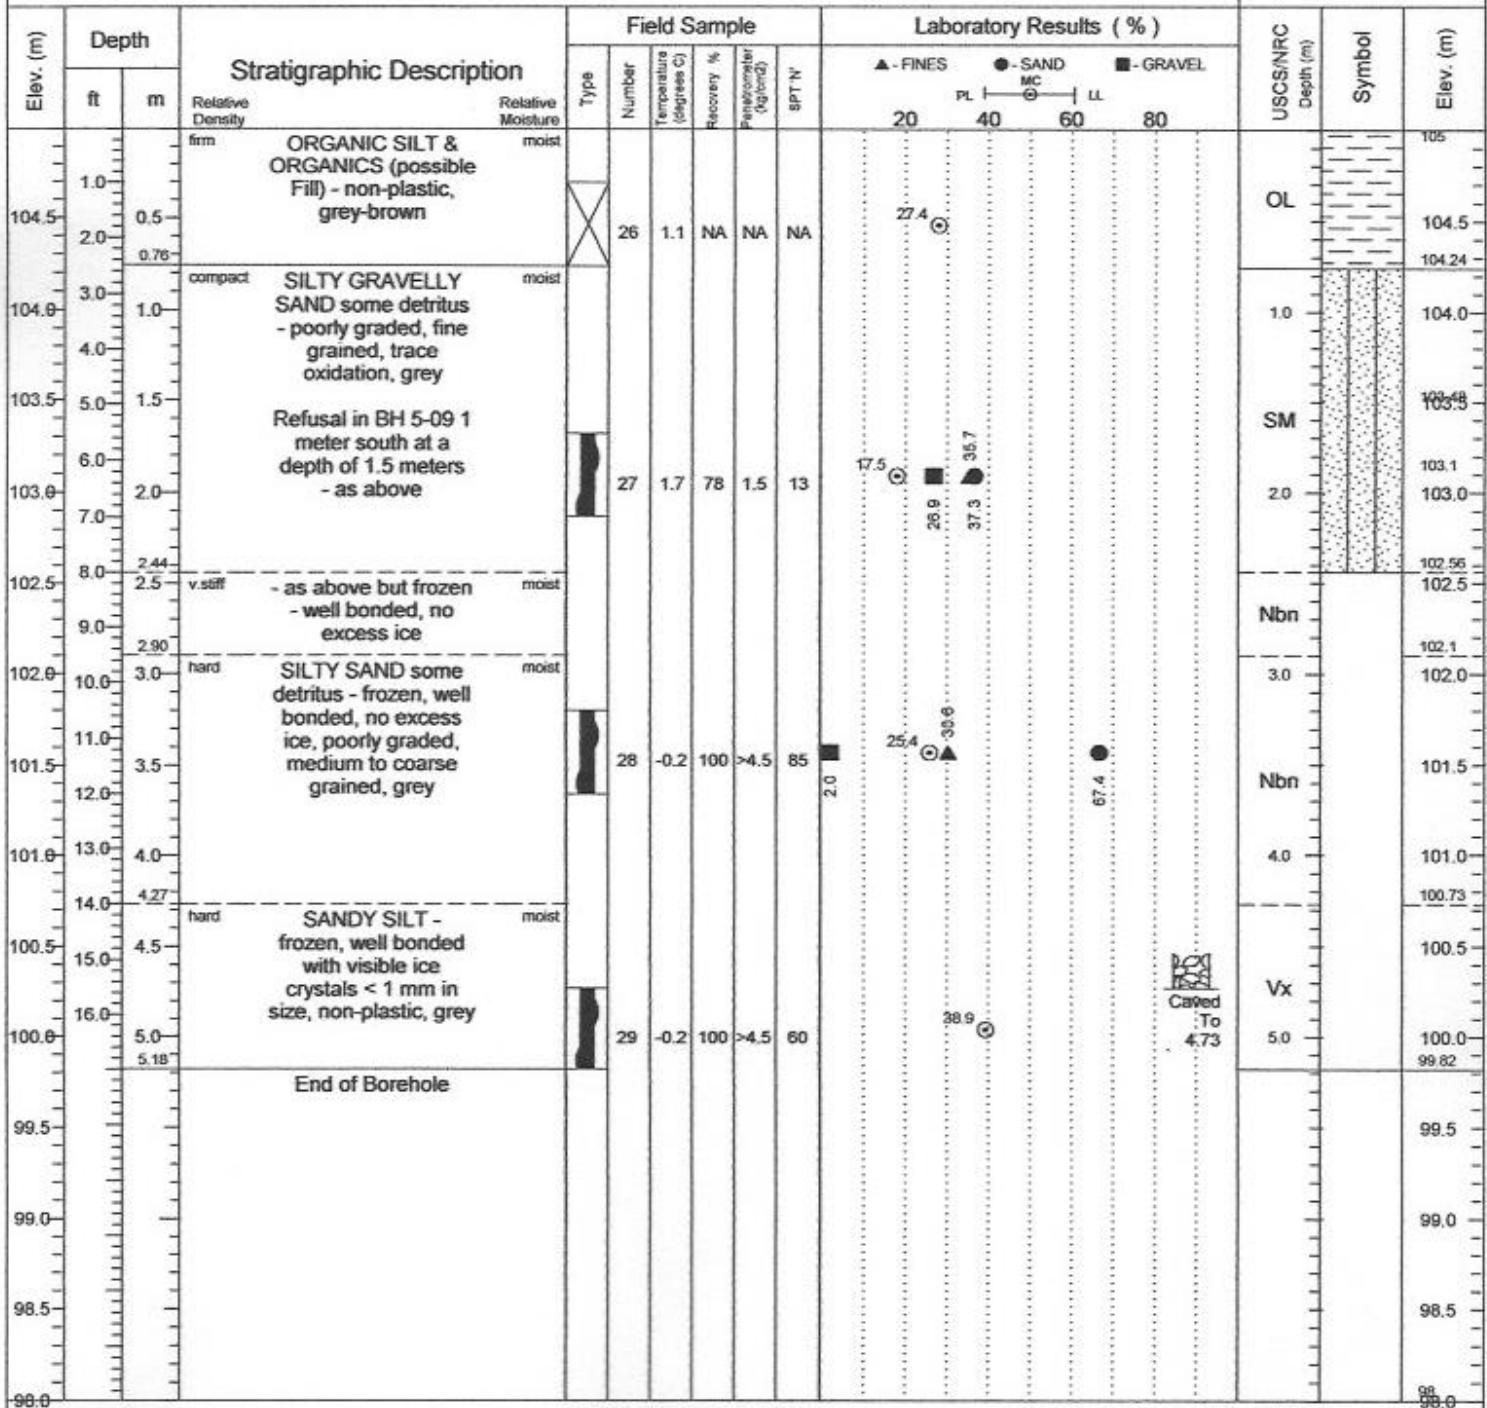 Elev. (m)
Depth
ft
m
Stratigraphic Description
Relative Density
Relative Moisture
Field Sample
Type
Number
Temperature (degrees C)
Recovery %
Penetrometer (kg/cm2)
SPT 'N'
Laboratory Results ( % )
▲ - FINES ● - SAND ■ - GRAVEL
MC
PL LL
20 40 60 80
USCS/NRC
Depth (m)
Symbol
Elev. (m)
firm
ORGANIC SILT &
ORGANICS (possible
Fill) - non-plastic,
grey-brown
moist
26 1.1 NA NA NA
27.4
OL
compact
SILTY GRAVELLY
SAND some detritus
- poorly graded, fine
grained, trace
oxidation, grey
moist
Refusal in BH 5-09 1
meter south at a
depth of 1.5 meters
- as above
27 1.7 78 1.5 13
17.5
26.9
35.7
37.3
SM
v.stiff
- as above but frozen
- well bonded, no
excess ice
moist
Nbn
hard
SILTY SAND some
detritus - frozen, well
bonded, no excess
ice, poorly graded,
medium to coarse
grained, grey
moist
28 -0.2 100 >4.5 85
2.0
25.4
30.6
67.4
Nbn
hard
SANDY SILT -
frozen, well bonded
with visible ice
crystals < 1 mm in
size, non-plastic, grey
moist
29 -0.2 100 >4.5 60
38.9
Caved
To
4.73
Vx
End of Borehole
104.5
104.0
103.5
103.0
102.5
102.0
101.5
101.0
100.5
100.0
99.5
99.0
98.5
98.0
1.0
2.0
3.0
4.0
5.0
6.0
7.0
8.0
9.0
10.0
11.0
12.0
13.0
14.0
15.0
16.0
0.5
0.76
1.0
1.5
2.0
2.44
2.5
2.90
3.0
3.5
4.0
4.27
4.5
5.0
5.18
1.0
2.0
3.0
4.0
5.0
105
104.5
104.24
104.0
103.48
103.5
103.1
103.0
102.56
102.5
102.1
102.0
101.5
101.0
100.73
100.5
100.0
99.82
99.5
99.0
98.5
98
98.0